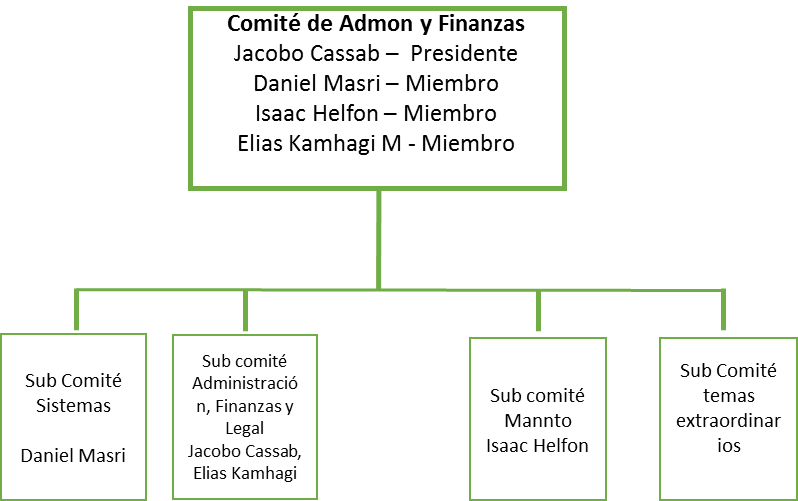 Comité de Admon y Finanzas
Jacobo Cassab – Presidente
Daniel Masri – Miembro
Isaac Helfon – Miembro
Elias Kamhagi M - Miembro
Sub Comité
Sistemas
Daniel Masri
Sub comité
Administració
n, Finanzas y
Legal
Jacobo Cassab,
Elias Kamhagi
Sub comité
Mannto
Isaac Helfon
Sub Comité
temas
extraordinar
ios